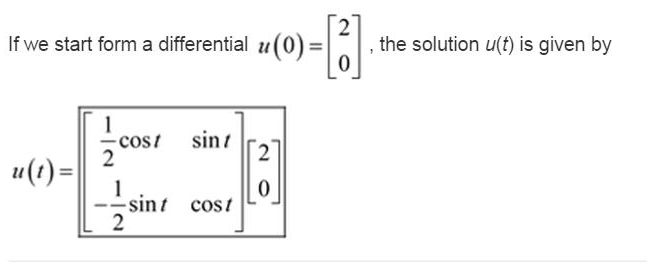 If we start form a differential u(0) = [2 0], the solution u(t) is given by
u(t) = [1/2 cos t sin t -1/2 sin t cos t] [2 0]